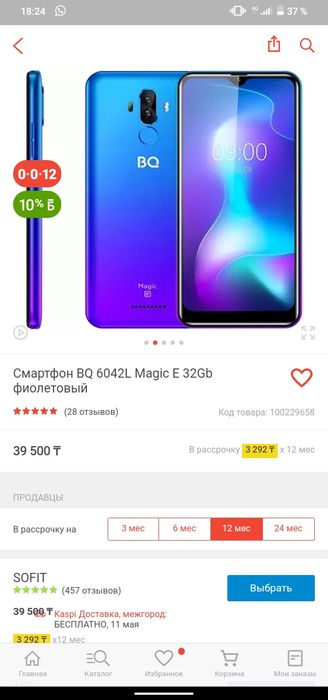 18:24
4G
37 %
0·0·12
10% Б
BQ
09:00
Magic
E
Смартфон BQ 6042L Magic E 32Gb
фиолетовый
(28 отзывов)
Код товара: 100229658
39 500 ₸
В рассрочку 3 292 ₸ x 12 мес
ПРОДАВЦЫ
В рассрочку на
3 мес
6 мес
12 мес
24 мес
SOFIT
(457 отзывов)
Выбрать
39 500 ₸
Kaspi Доставка, межгород:
БЕСПЛАТНО, 11 мая
3 292 ₸ x12 мес
Главная
Каталог
Избранное
Корзина
Мои заказы